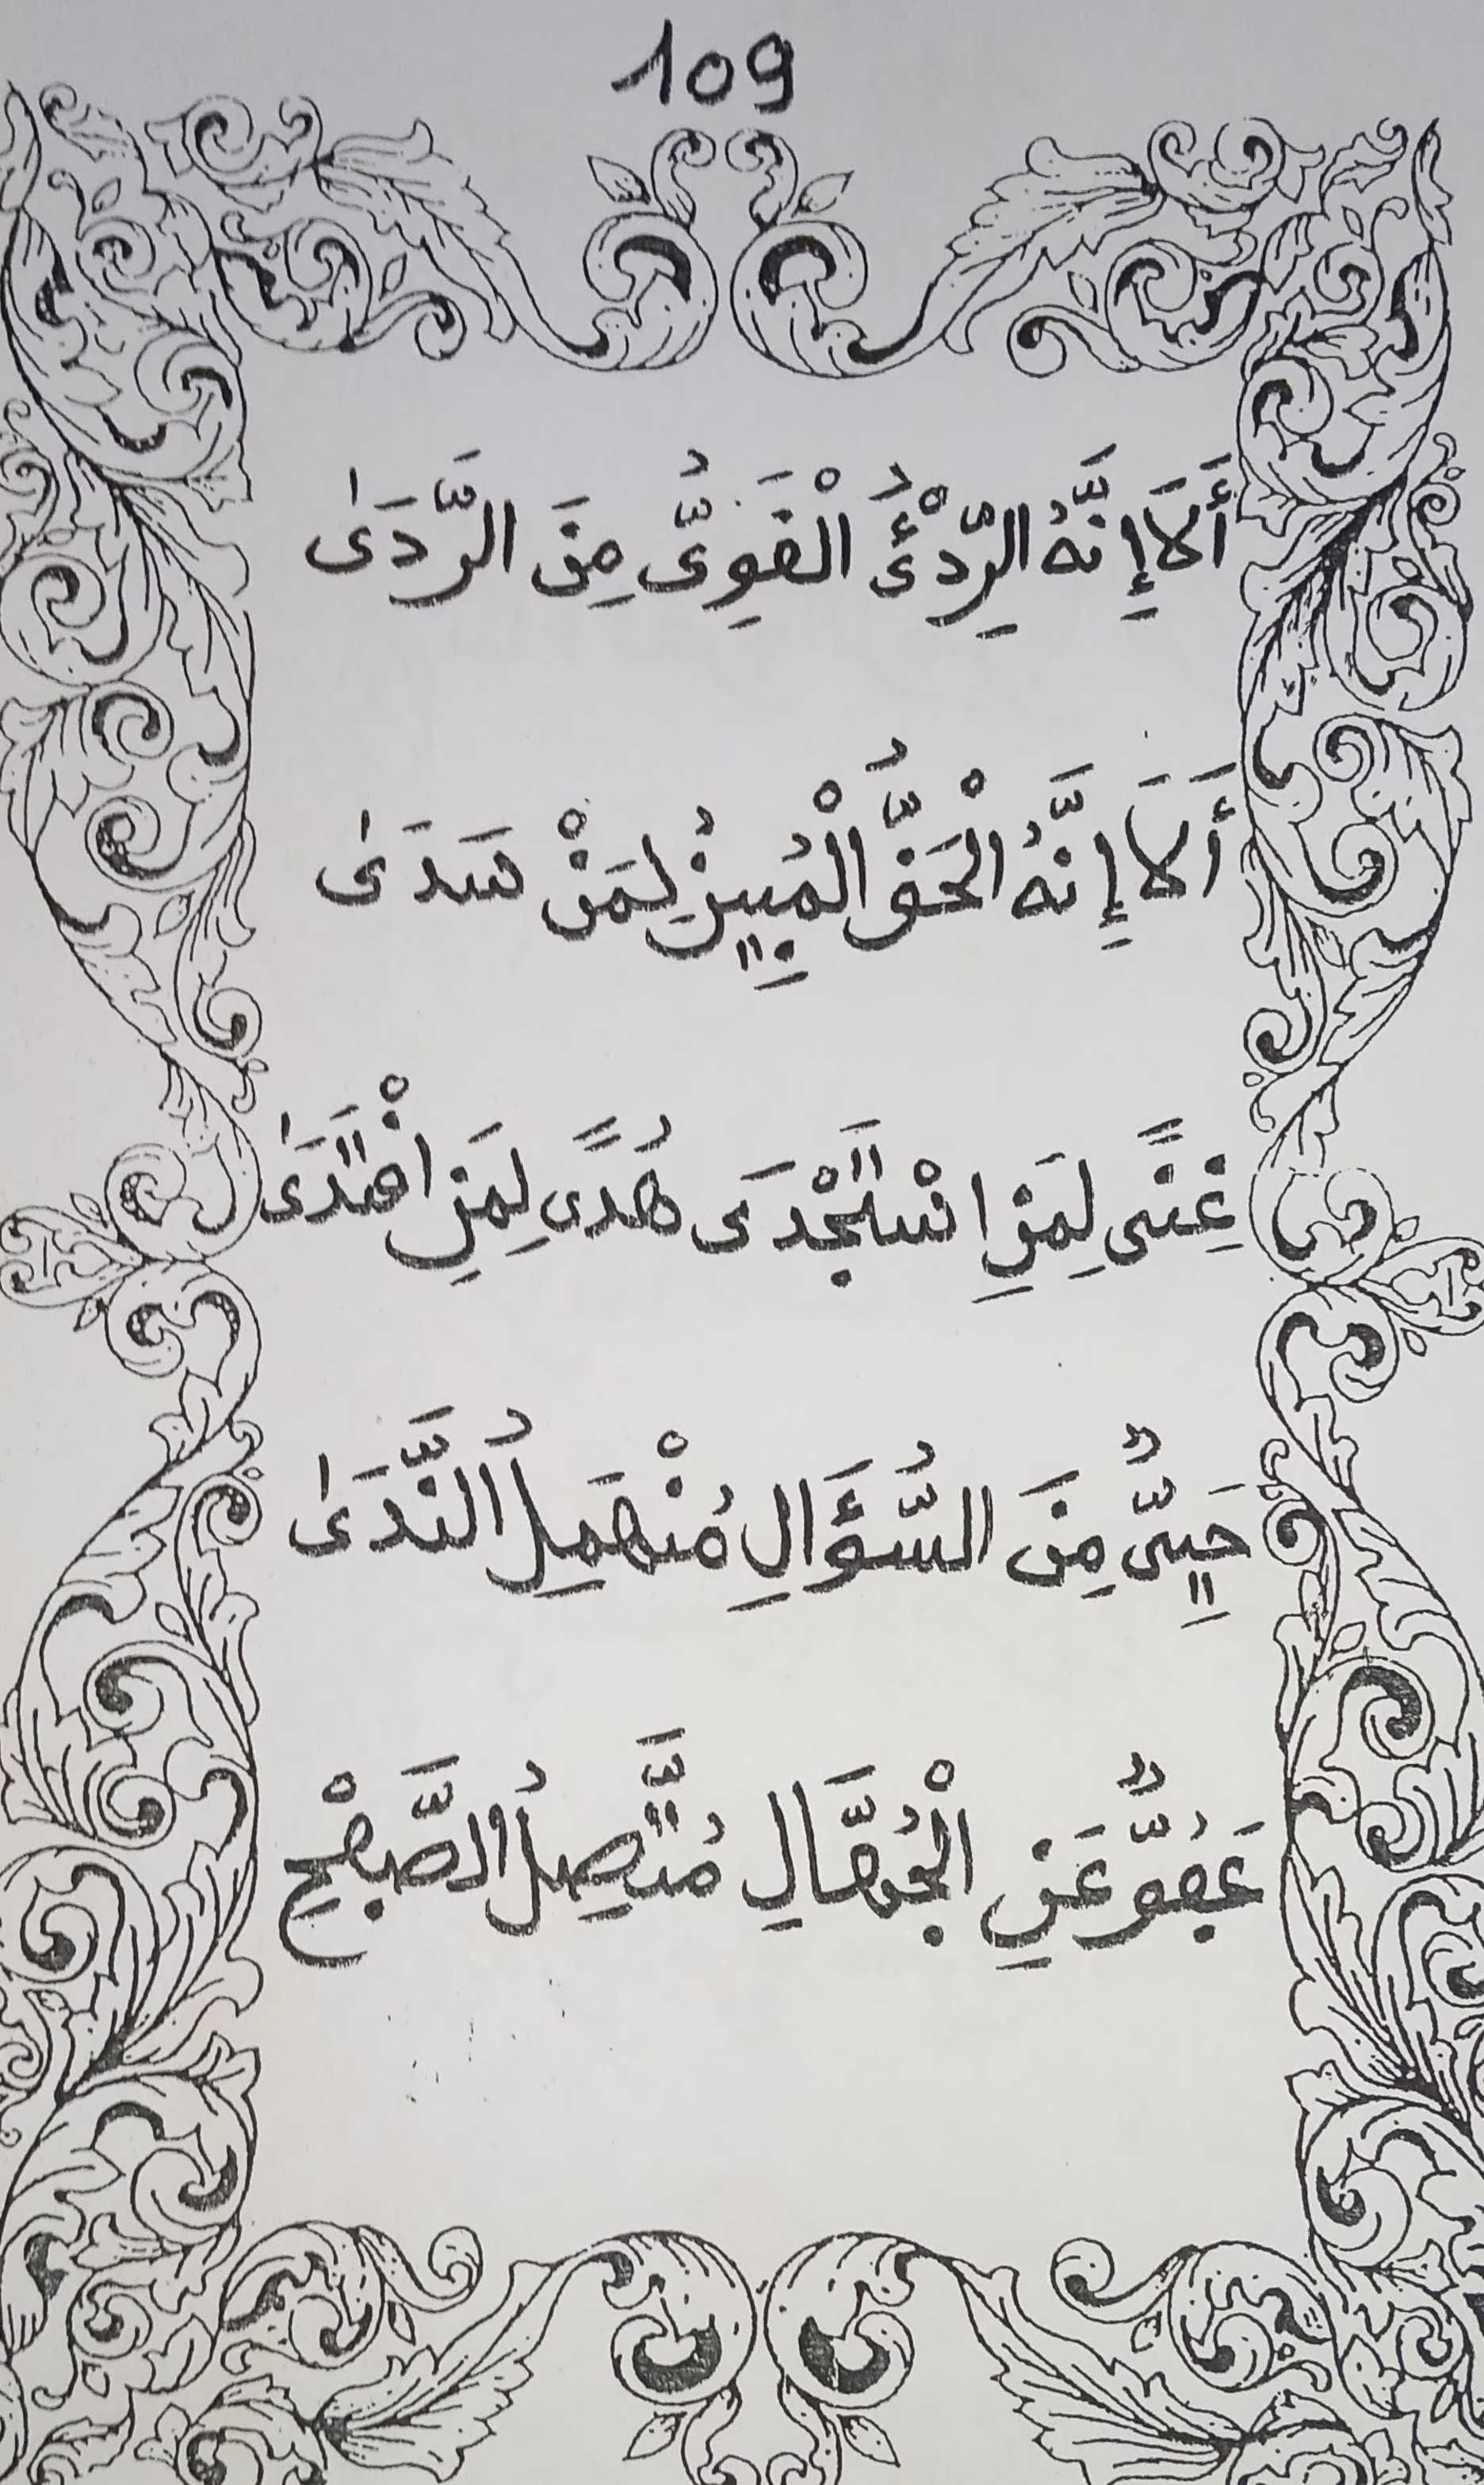 109
أَلَا إِنَّهُ الرِّدْءُ الْقَوِيُّ مِنَ الرَّدَىٰ
أَلَا إِنَّهُ الْحَقُّ الْمُبِينُ لِمَنْ هَدَىٰ
غِنًى لِمَنِ اسْتَجْدَى هُدًى لِمَنِ اهْتَدَىٰ
حَيِيٌّ مِنَ السُّؤَالِ مُنْهَمِلُ النَّدَىٰ
عَفُوٌّ عَنِ الْجُهَّالِ مُتَّصِلُ الصَّفْحِ